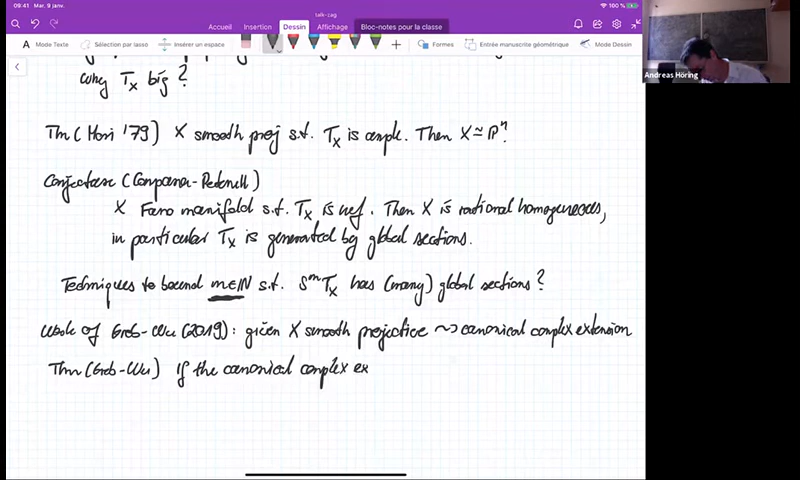 09:41 Mar. 9 janv.
talk-zag
100 %
Accueil Insertion Dessin Affichage Bloc-notes pour la classe
Mode Texte Sélection par lasso Insérer un espace Formes Entrée manuscrite géométrique Mode Dessin
Andreas Höring
why Tx big?
Thm (Mori '79) X smooth proj s.t. Tx is ample. Then X ≃ ℙⁿ.
Conjecture (Campana-Peternell)
X Fano manifold s.t. Tx is nef. Then X is rational homogeneous,
in particular Tx is generated by global sections.
Techniques to bound m∈ℕ s.t. SᵐTx has (many) global sections?
Work of Greb-Wu (2019): given X smooth projective ⇝ canonical complex extension
Thm (Greb-Wu) If the canonical complex ex